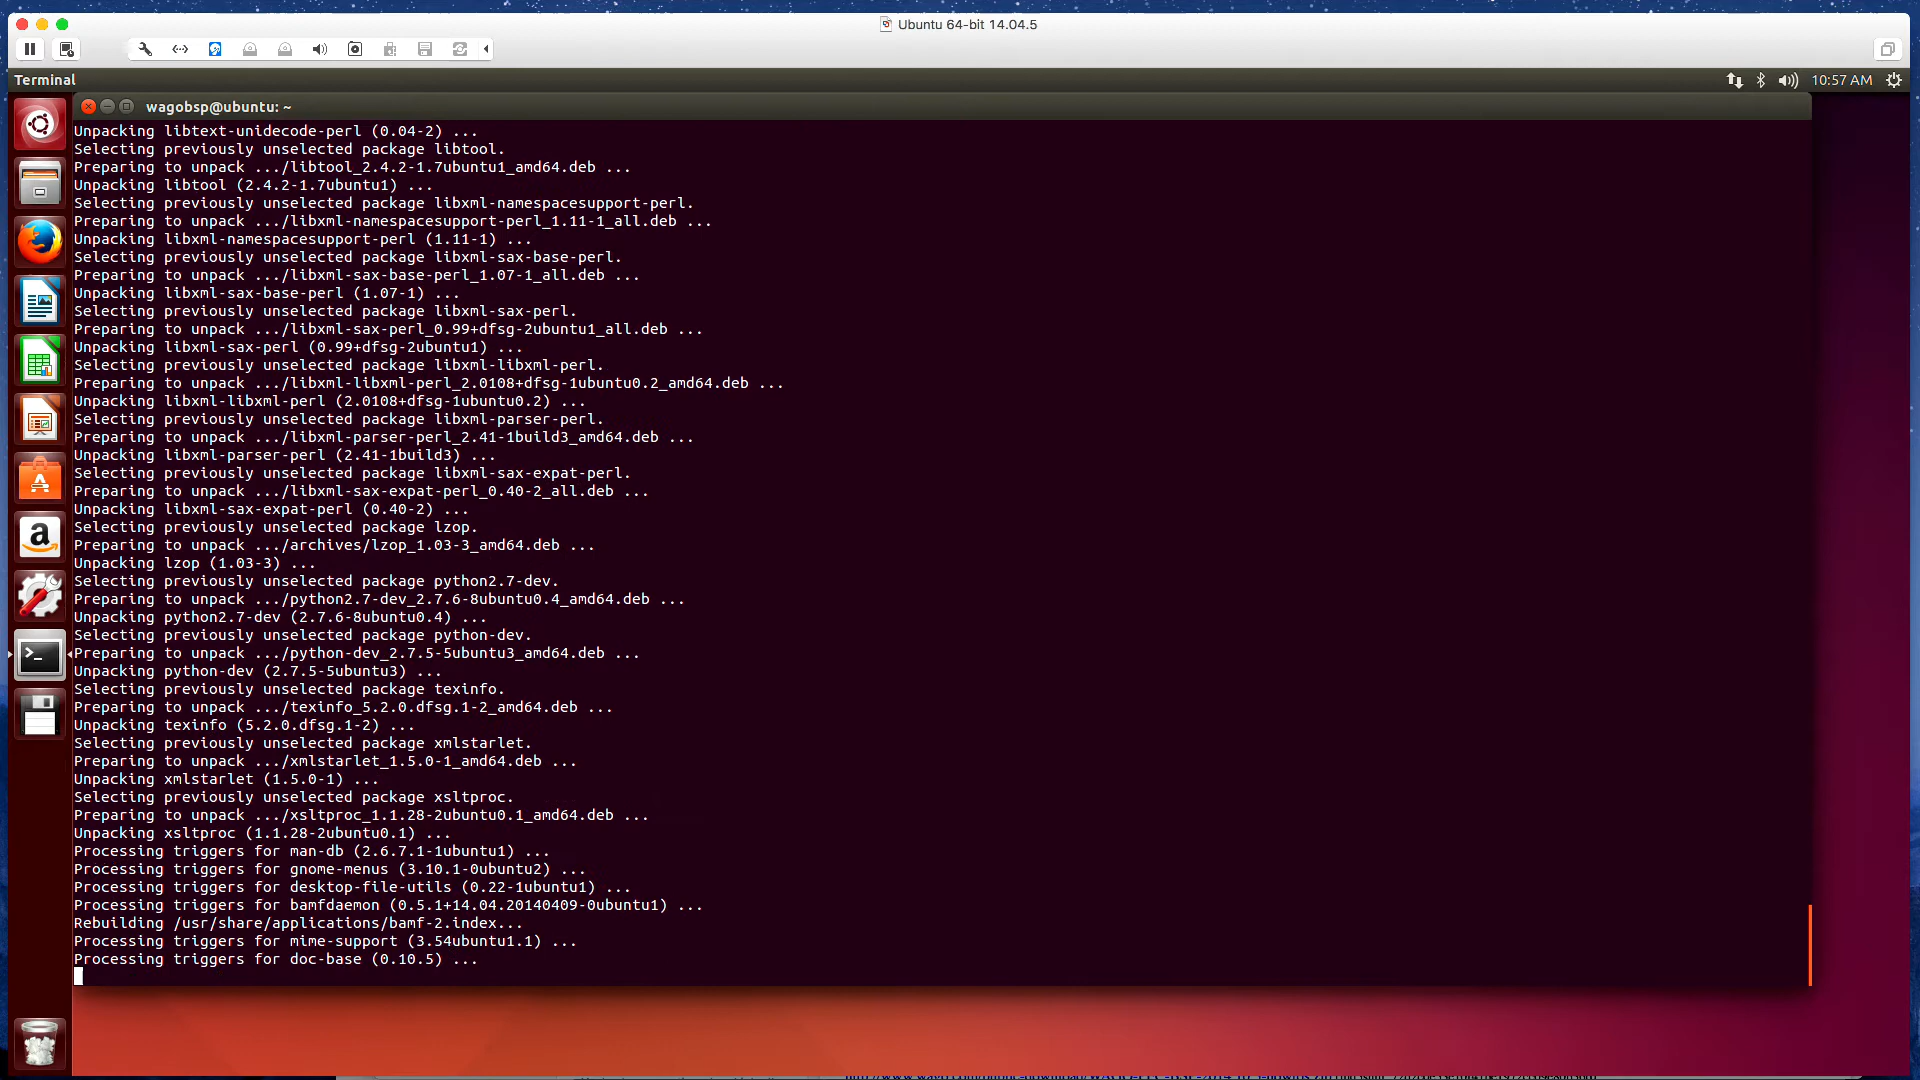 Ubuntu 64-bit 14.04.5
Terminal
10:57 AM
wagobsp@ubuntu: ~
Unpacking libtext-unidecode-perl (0.04-2) ...
Selecting previously unselected package libtool.
Preparing to unpack .../libtool_2.4.2-1.7ubuntu1_amd64.deb ...
Unpacking libtool (2.4.2-1.7ubuntu1) ...
Selecting previously unselected package libxml-namespacesupport-perl.
Preparing to unpack .../libxml-namespacesupport-perl_1.11-1_all.deb ...
Unpacking libxml-namespacesupport-perl (1.11-1) ...
Selecting previously unselected package libxml-sax-base-perl.
Preparing to unpack .../libxml-sax-base-perl_1.07-1_all.deb ...
Unpacking libxml-sax-base-perl (1.07-1) ...
Selecting previously unselected package libxml-sax-perl.
Preparing to unpack .../libxml-sax-perl_0.99+dfsg-2ubuntu1_all.deb ...
Unpacking libxml-sax-perl (0.99+dfsg-2ubuntu1) ...
Selecting previously unselected package libxml-libxml-perl.
Preparing to unpack .../libxml-libxml-perl_2.0108+dfsg-1ubuntu0.2_amd64.deb ...
Unpacking libxml-libxml-perl (2.0108+dfsg-1ubuntu0.2) ...
Selecting previously unselected package libxml-parser-perl.
Preparing to unpack .../libxml-parser-perl_2.41-1build3_amd64.deb ...
Unpacking libxml-parser-perl (2.41-1build3) ...
Selecting previously unselected package libxml-sax-expat-perl.
Preparing to unpack .../libxml-sax-expat-perl_0.40-2_all.deb ...
Unpacking libxml-sax-expat-perl (0.40-2) ...
Selecting previously unselected package lzop.
Preparing to unpack .../archives/lzop_1.03-3_amd64.deb ...
Unpacking lzop (1.03-3) ...
Selecting previously unselected package python2.7-dev.
Preparing to unpack .../python2.7-dev_2.7.6-8ubuntu0.4_amd64.deb ...
Unpacking python2.7-dev (2.7.6-8ubuntu0.4) ...
Selecting previously unselected package python-dev.
Preparing to unpack .../python-dev_2.7.5-5ubuntu3_amd64.deb ...
Unpacking python-dev (2.7.5-5ubuntu3) ...
Selecting previously unselected package texinfo.
Preparing to unpack .../texinfo_5.2.0.dfsg.1-2_amd64.deb ...
Unpacking texinfo (5.2.0.dfsg.1-2) ...
Selecting previously unselected package xmlstarlet.
Preparing to unpack .../xmlstarlet_1.5.0-1_amd64.deb ...
Unpacking xmlstarlet (1.5.0-1) ...
Selecting previously unselected package xsltproc.
Preparing to unpack .../xsltproc_1.1.28-2ubuntu0.1_amd64.deb ...
Unpacking xsltproc (1.1.28-2ubuntu0.1) ...
Processing triggers for man-db (2.6.7.1-1ubuntu1) ...
Processing triggers for gnome-menus (3.10.1-0ubuntu2) ...
Processing triggers for desktop-file-utils (0.22-1ubuntu1) ...
Processing triggers for bamfdaemon (0.5.1+14.04.20140409-0ubuntu1) ...
Rebuilding /usr/share/applications/bamf-2.index...
Processing triggers for mime-support (3.54ubuntu1.1) ...
Processing triggers for doc-base (0.10.5) ...